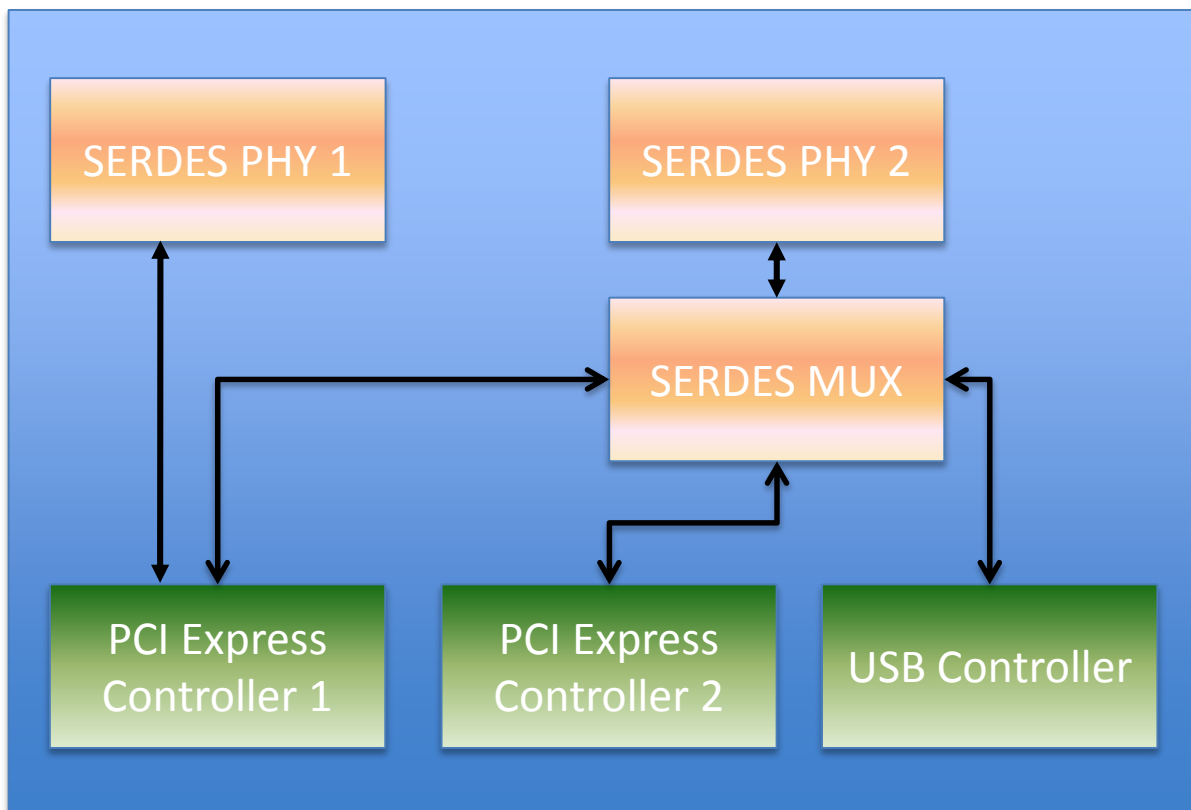 SERDES PHY 1
SERDES PHY 2
SERDES MUX
PCI Express
Controller 1
PCI Express
Controller 2
USB Controller